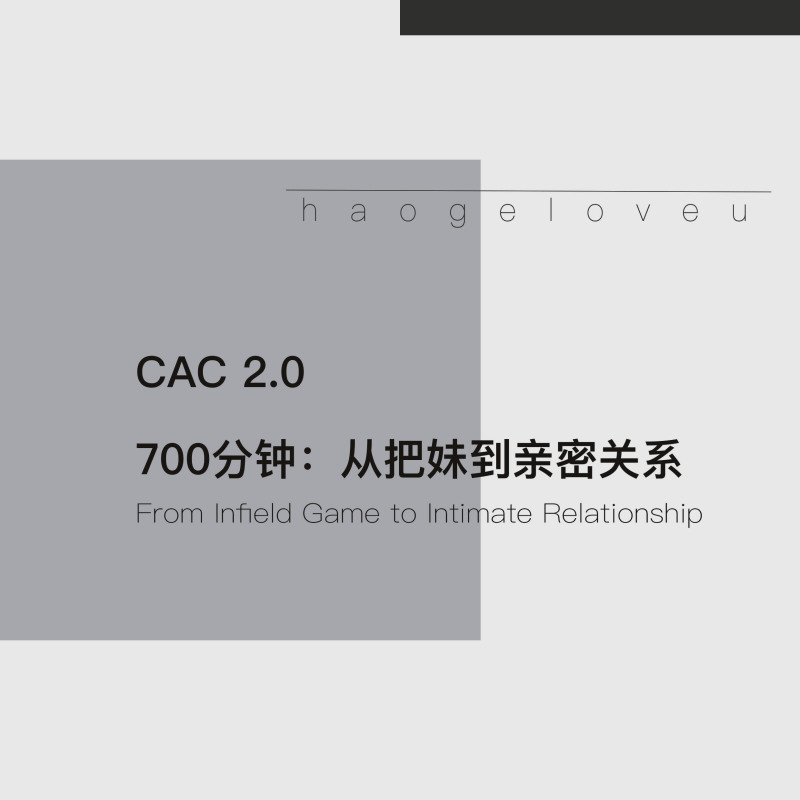 haogeloveu
CAC 2.0
700分钟：从把妹到亲密关系
From Infield Game to Intimate Relationship